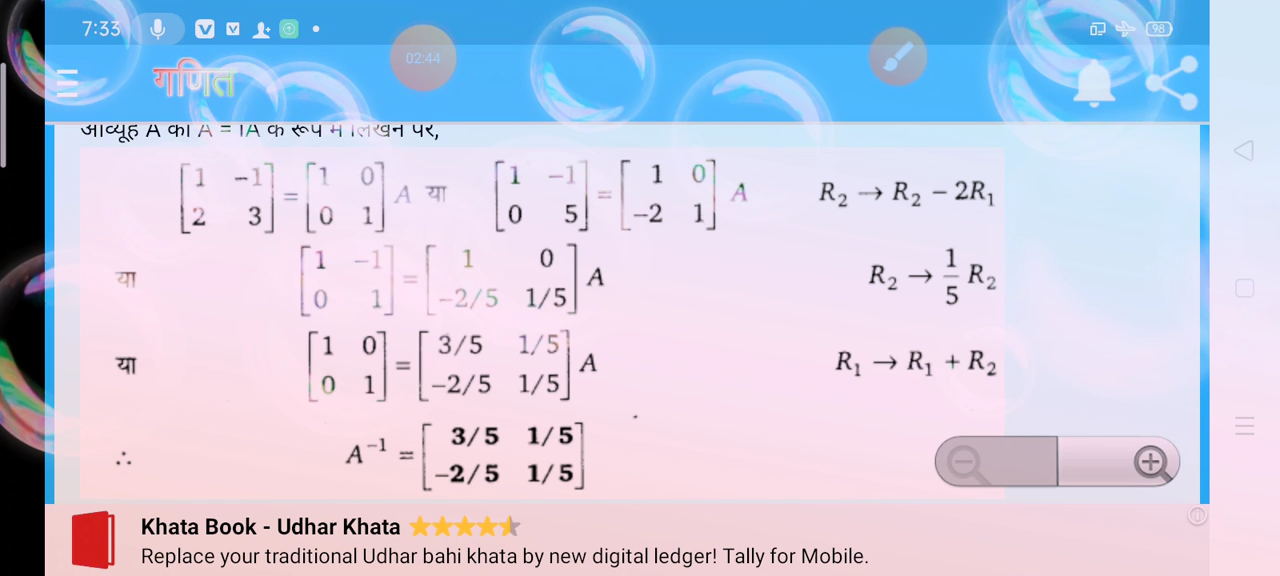 7:33
98
02:44
गणित
आव्यूह A को A = IA के रूप में लिखने पर,
[1 -1; 2 3] = [1 0; 0 1] A या [1 -1; 0 5] = [1 0; -2 1] A R₂ → R₂ − 2R₁
या [1 -1; 0 1] = [1 0; -2/5 1/5] A R₂ → 1/5 R₂
या [1 0; 0 1] = [3/5 1/5; -2/5 1/5] A R₁ → R₁ + R₂
∴ A⁻¹ = [3/5 1/5; -2/5 1/5]
Khata Book - Udhar Khata
Replace your traditional Udhar bahi khata by new digital ledger! Tally for Mobile.